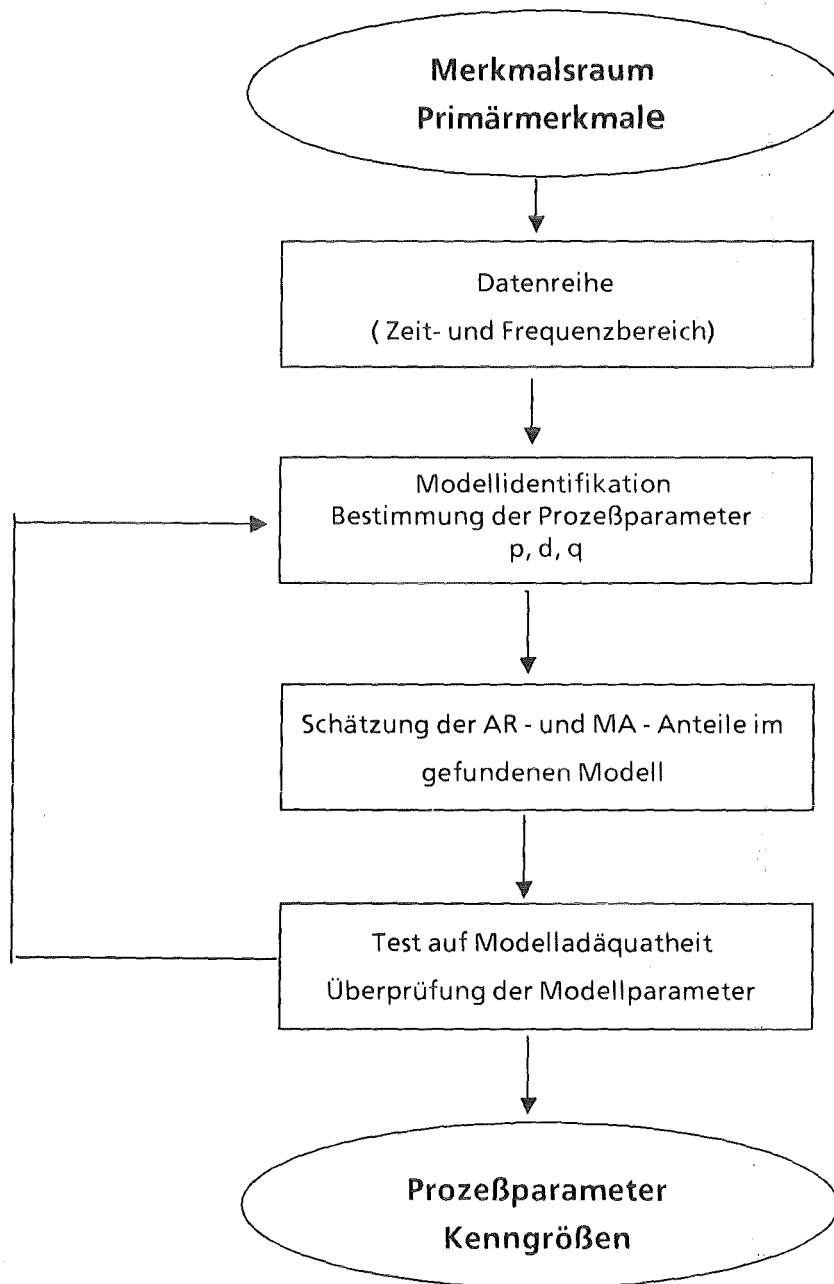 Merkmalsraum
Primärmerkmale
Datenreihe
( Zeit- und Frequenzbereich)
Modellidentifikation
Bestimmung der Prozeßparameter
p, d, q
Schätzung der AR - und MA - Anteile im
gefundenen Modell
Test auf Modelladäquatheit
Überprüfung der Modellparameter
Prozeßparameter
Kenngrößen